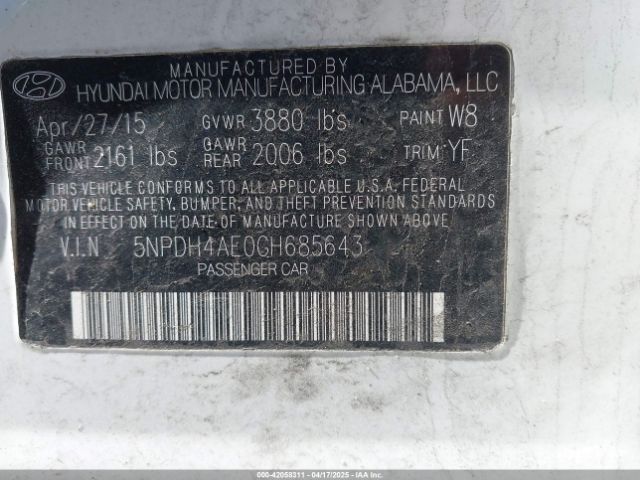 MANUFACTURED BY
HYUNDAI MOTOR MANUFACTURING ALABAMA, LLC
Apr/27/15 GVWR 3880 lbs PAINT W8
GAWR FRONT 2161 lbs GAWR REAR 2006 lbs TRIM YF
THIS VEHICLE CONFORMS TO ALL APPLICABLE U.S.A. FEDERAL
MOTOR VEHICLE SAFETY, BUMPER, AND THEFT PREVENTION STANDARDS
IN EFFECT ON THE DATE OF MANUFACTURE SHOWN ABOVE.
V.I.N 5NPDH4AE0GH685643
PASSENGER CAR
000-42058311 - 04/17/2025 - IAAI.COM